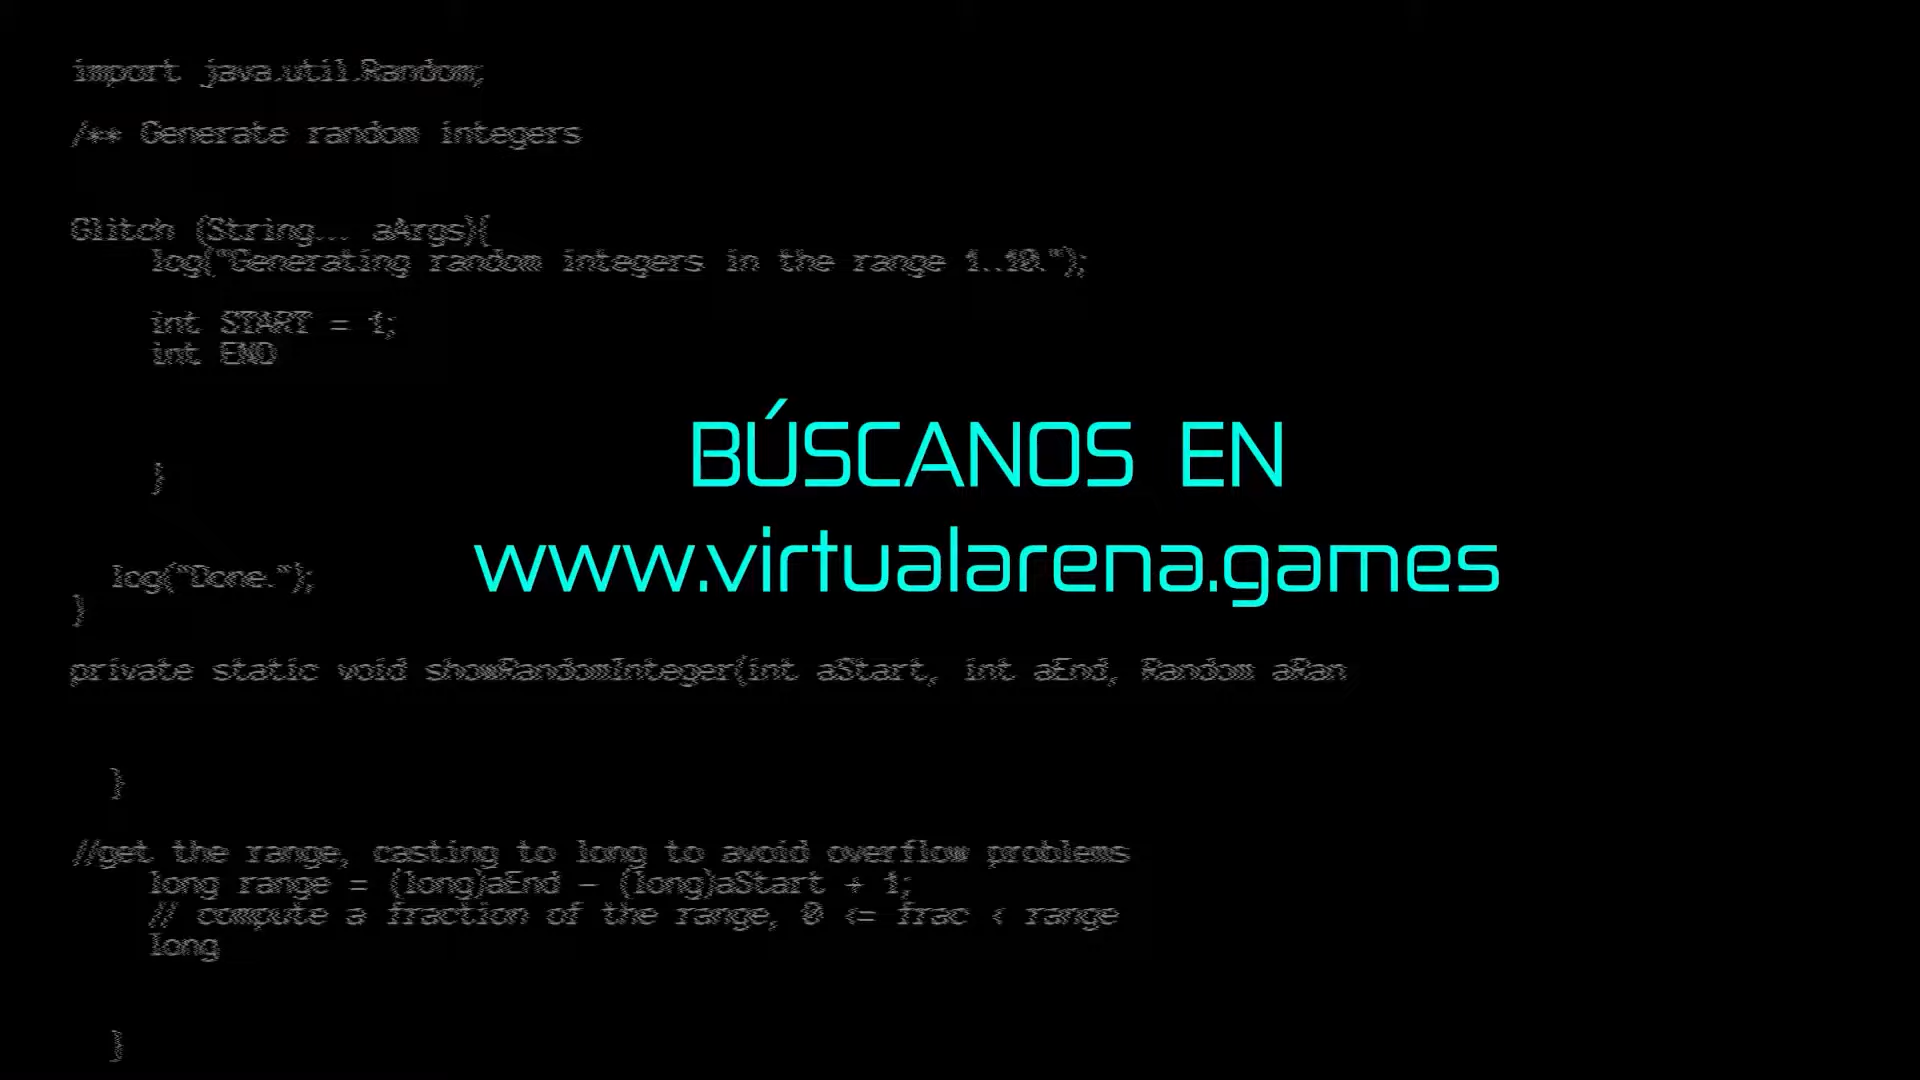 import java.util.Random;
/** Generate random integers
Glitch (String... aArgs){
log("Generating random integers in the range 1..10.");
int START = 1;
int END
BÚSCANOS EN
}
www.virtualarena.games
log("Done.");
}
private static void showRandomInteger(int aStart, int aEnd, Random aRan
}
//get the range, casting to long to avoid overflow problems
long range = (long)aEnd - (long)aStart + 1;
// compute a fraction of the range, 0 <= frac < range
long
}